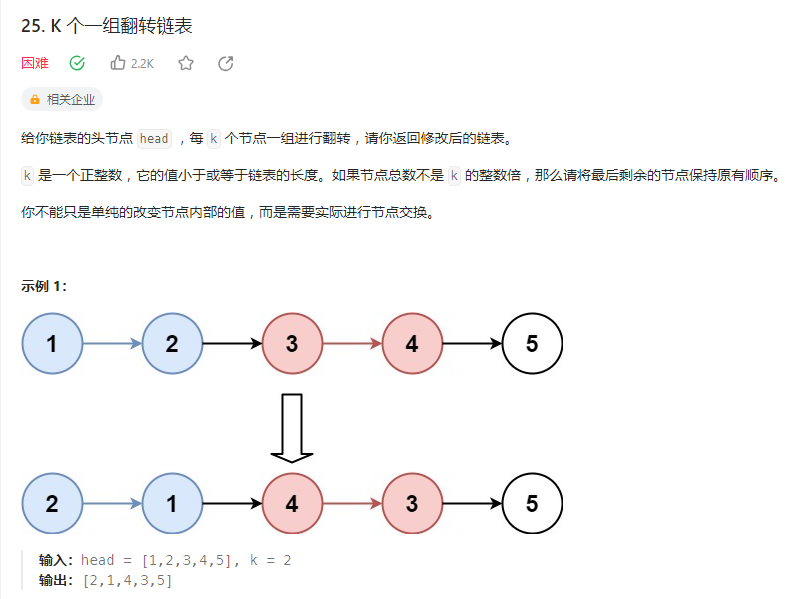 25. K 个一组翻转链表
困难 2.2K
相关企业
给你链表的头节点 head ，每 k 个节点一组进行翻转，请你返回修改后的链表。
k 是一个正整数，它的值小于或等于链表的长度。如果节点总数不是 k 的整数倍，那么请将最后剩余的节点保持原有顺序。
你不能只是单纯的改变节点内部的值，而是需要实际进行节点交换。
示例 1：
1 2 3 4 5
2 1 4 3 5
输入：head = [1,2,3,4,5], k = 2
输出：[2,1,4,3,5]